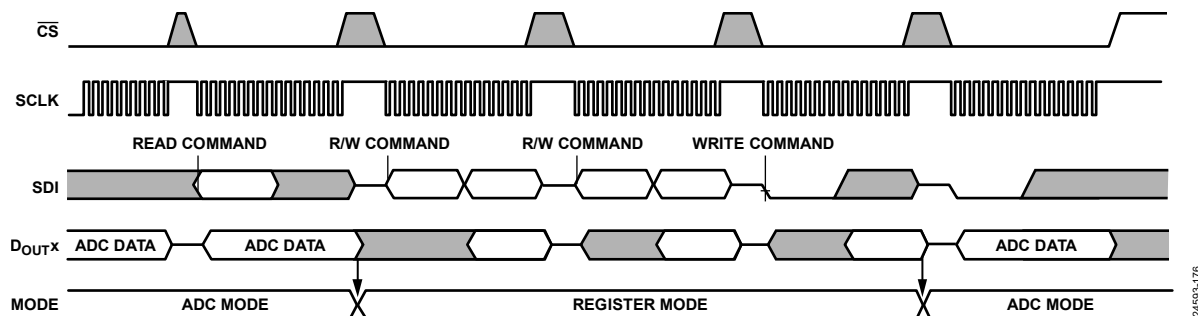 CS
SCLK
READ COMMAND R/W COMMAND R/W COMMAND WRITE COMMAND
SDI
DOUTx ADC DATA ADC DATA ADC DATA
MODE ADC MODE REGISTER MODE ADC MODE
24593-176